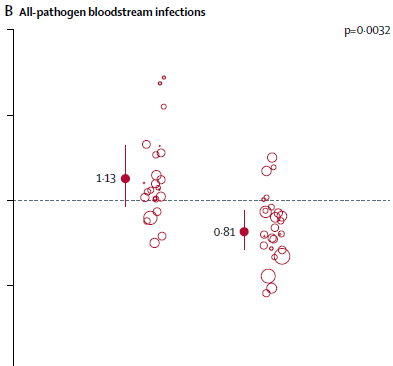 B All-pathogen bloodstream infections
p=0·0032
1·13
0·81